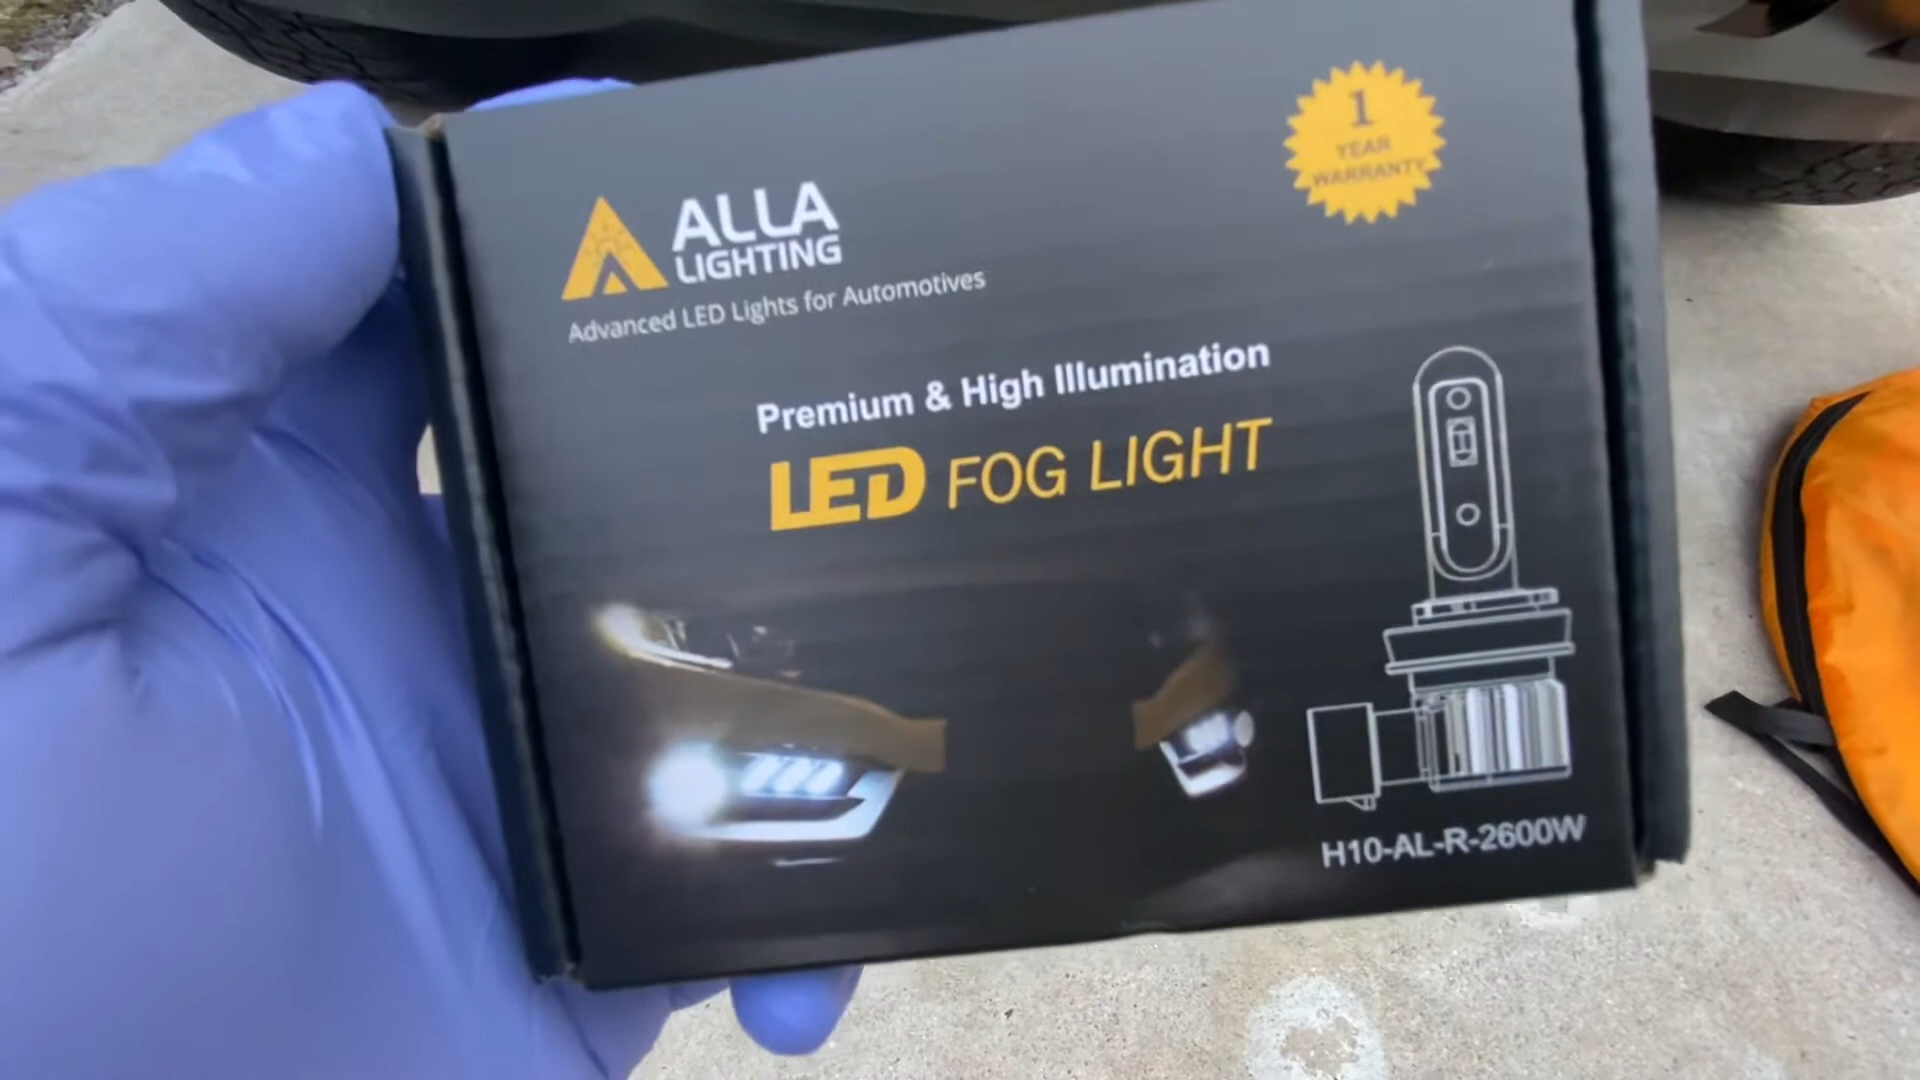 1
YEAR
WARRANTY
ALLA
LIGHTING
Advanced LED Lights for Automotives
Premium & High Illumination
LED FOG LIGHT
H10-AL-R-2600W